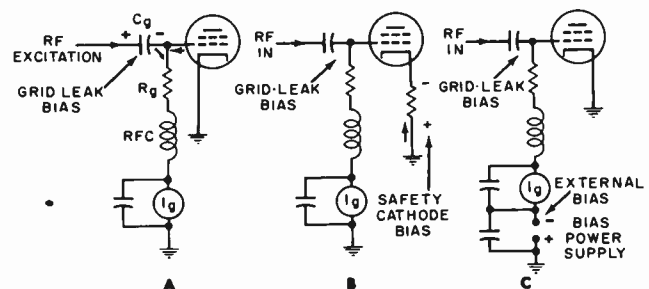 Cg
+ -
RF
EXCITATION
GRID LEAK
BIAS
Rg
RFC
Ig
A
RF
IN
GRID-LEAK
BIAS
-
+
Ig
SAFETY
CATHODE
BIAS
B
RF
IN
GRID-LEAK
BIAS
Ig
EXTERNAL
BIAS
- BIAS
+ POWER
SUPPLY
C